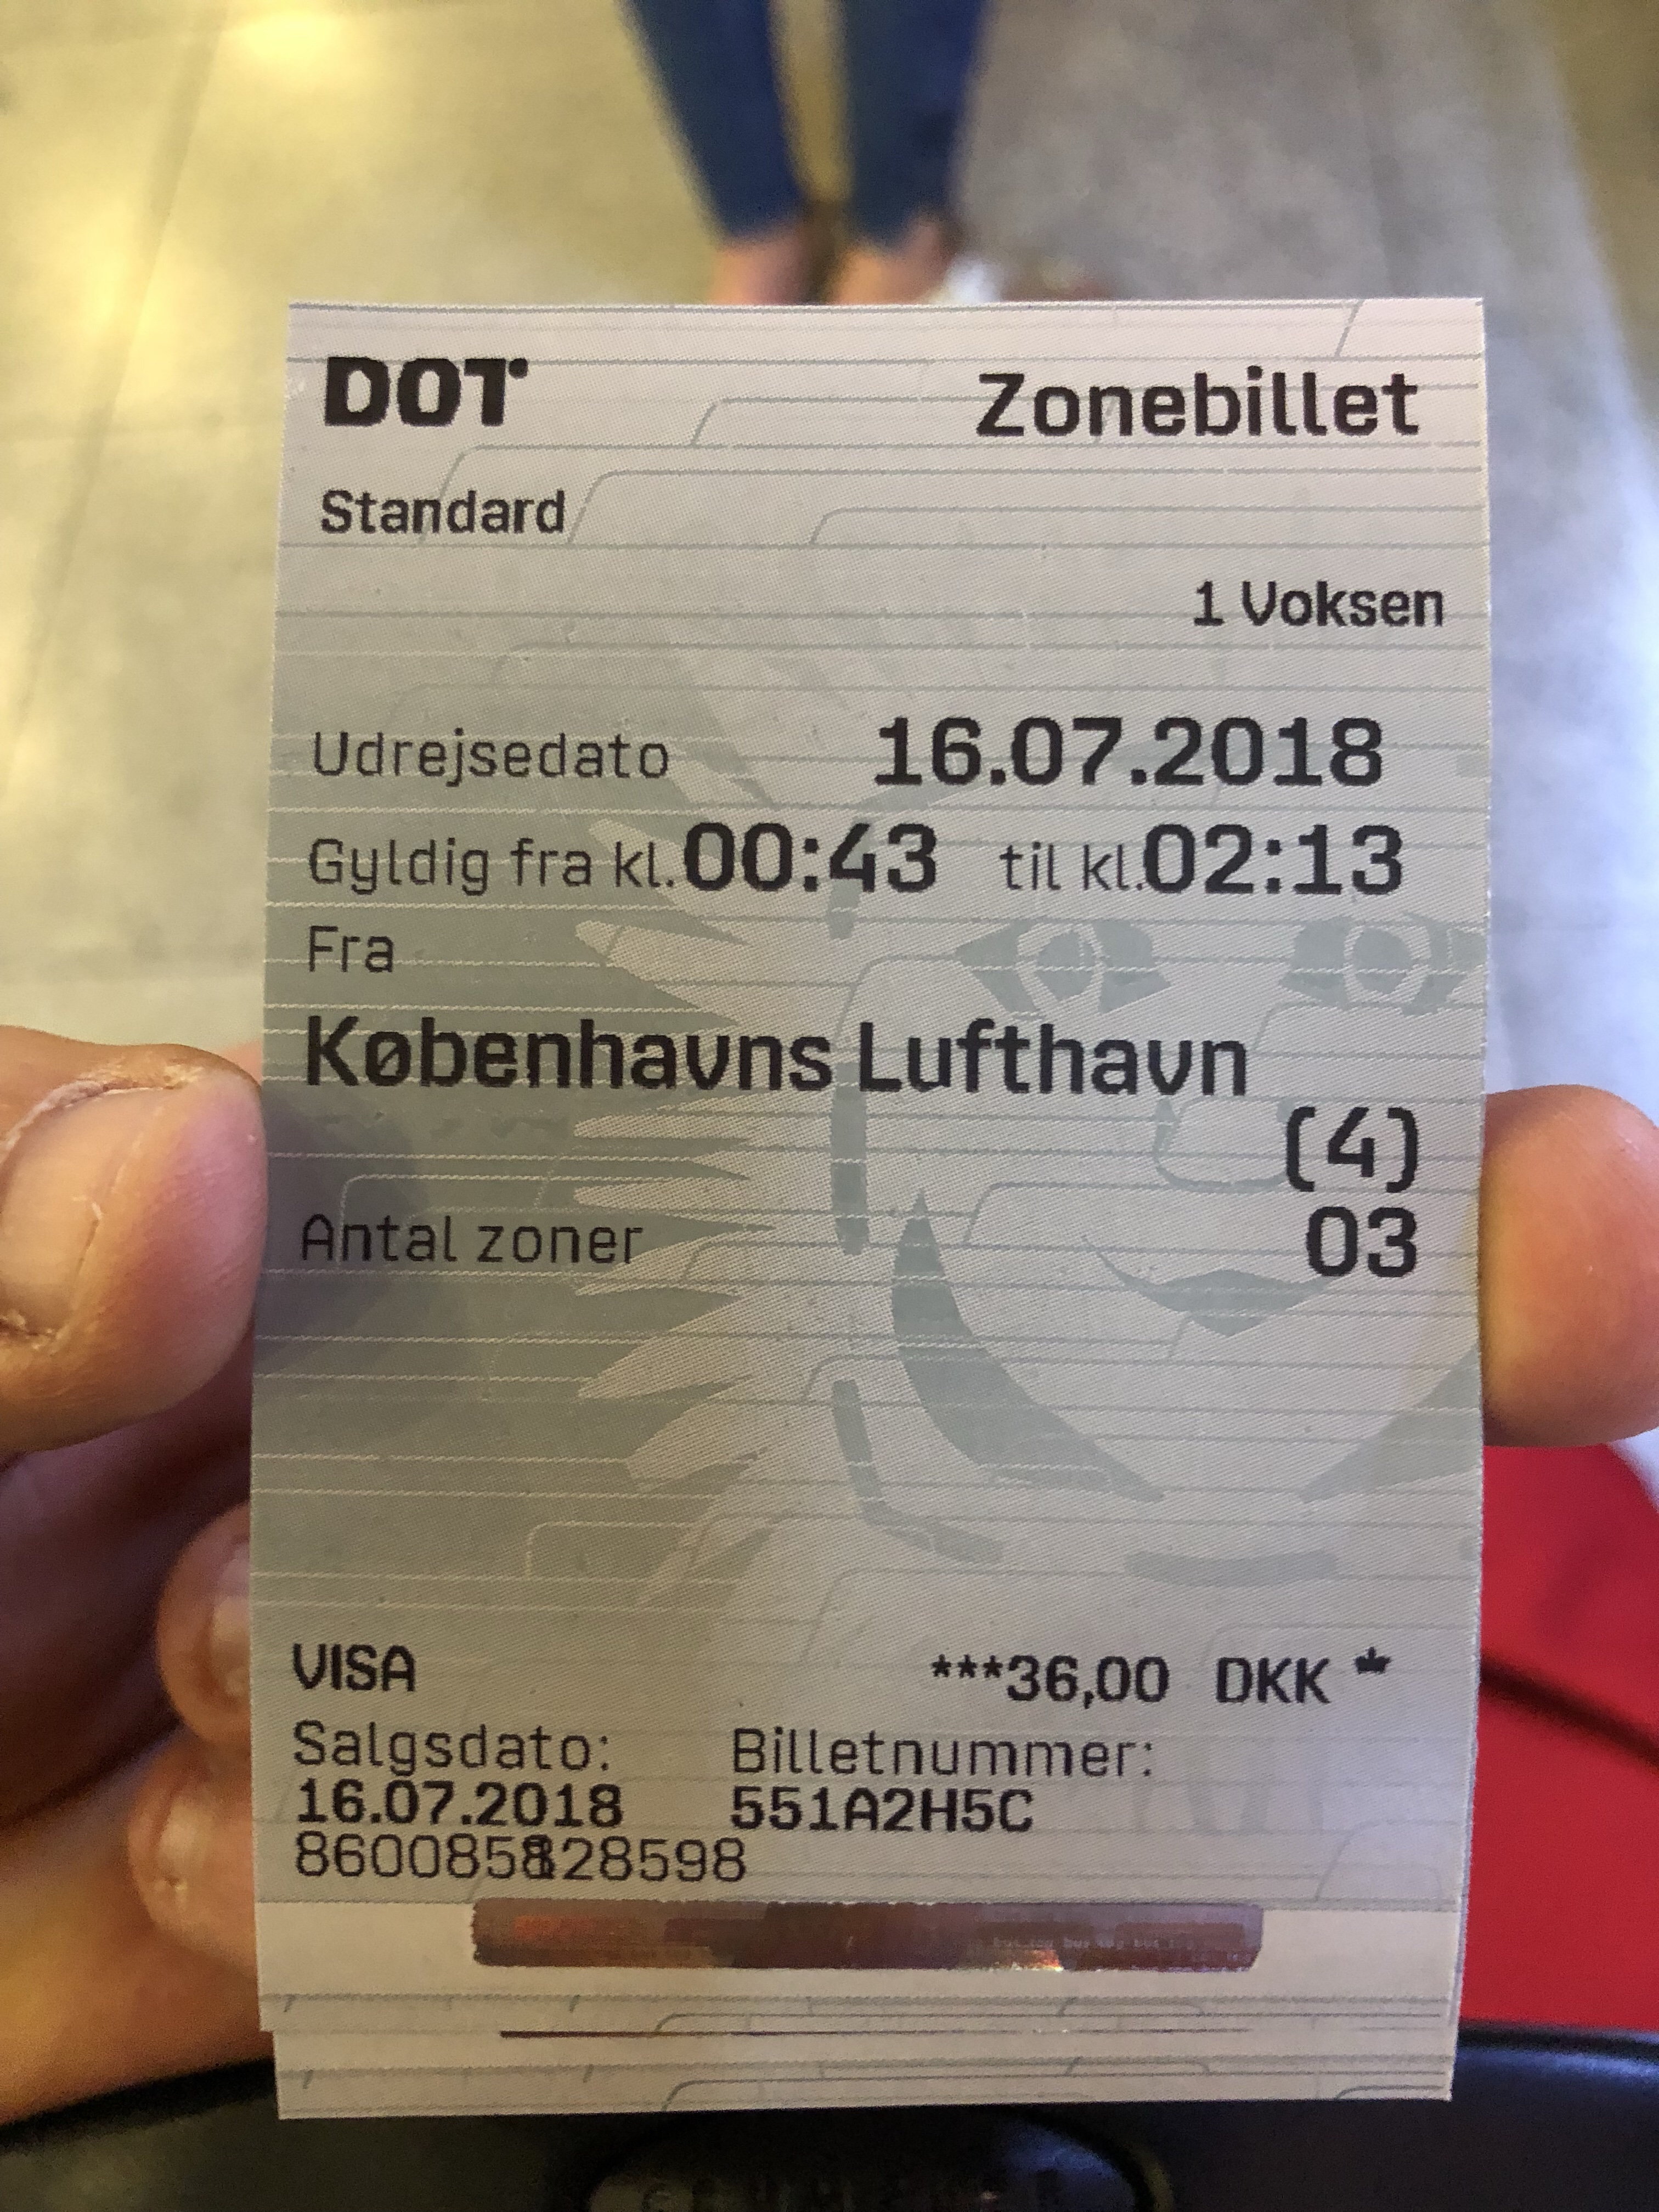 DOT Zonebillet
Standard
1 Voksen
Udrejsedato 16.07.2018
Gyldig fra kl. 00:43 til kl. 02:13
Fra
Københavns Lufthavn
(4)
Antal zoner 03
VISA ***36,00 DKK *
Salgsdato: Billetnummer:
16.07.2018 551A2H5C